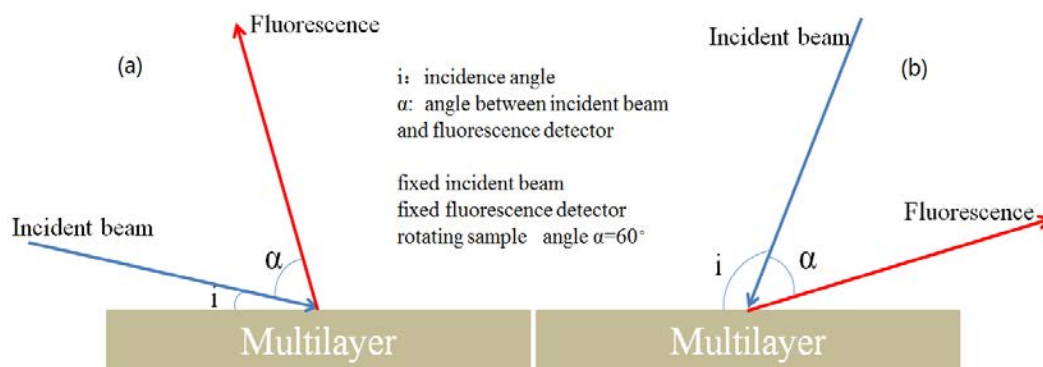 (a)
Fluorescence
Incident beam
α
i
Multilayer
i: incidence angle
α: angle between incident beam
and fluorescence detector
fixed incident beam
fixed fluorescence detector
rotating sample angle α=60°
Incident beam
(b)
Fluorescence
i
α
Multilayer